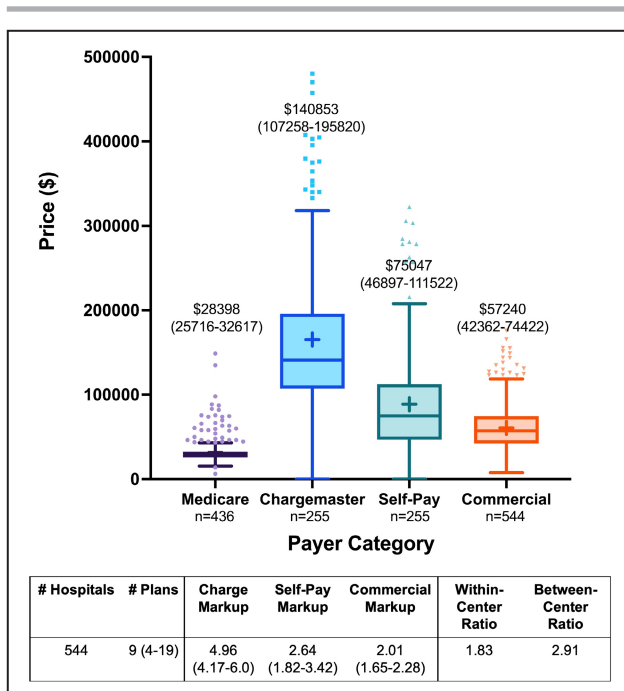 500000
400000
300000
200000
100000
0
Price ($)
$28398
(25716-32617)
$140853
(107258-195820)
$75047
(46897-111522)
$57240
(42362-74422)
Medicare Chargemaster Self-Pay Commercial
n=436 n=255 n=255 n=544
Payer Category
# Hospitals # Plans Charge Self-Pay Commercial Within- Between-
Markup Markup Markup Center Center
Ratio Ratio
544 9 (4-19) 4.96 2.64 2.01 1.83 2.91
(4.17-6.0) (1.82-3.42) (1.65-2.28)